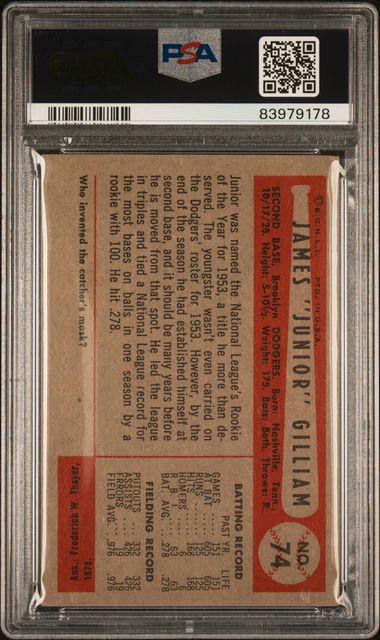 PSA
83979178
© B.G.H.L.I. PTD. IN U.S.A.
JAMES "JUNIOR" GILLIAM
NO. 74
SECOND BASE, Brooklyn DODGERS, Born: Nashville, Tenn.,
10/17/28, Height: 5-10½, Weight: 175, Bats: Both, Throws: R.
Junior was named the National League's Rookie
of the Year for 1953, a title he more than de-
served. The youngster wasn't even carried on
the Dodgers' roster for 1953. However, by the
end of the season he had established himself at
second base, and it should be many years before
he is moved from that spot. He led the league
in triples and tied a National League record for
the most bases on balls in one season by a
rookie with 100. He hit .278.
BATTING RECORD
PAST YR. LIFE
GAMES 151 151
AT BAT 605 605
RUNS 125 125
HITS 168 168
HOMERS 6 6
R. B. I. 63 63
BAT. AVG. .278 .278
FIELDING RECORD
PUTOUTS 332 332
ASSISTS 426 426
ERRORS 19 19
FIELD AVG. .976 .976
Who invented the catcher's mask?
Ans: Frederick W. Thayer,
1876.